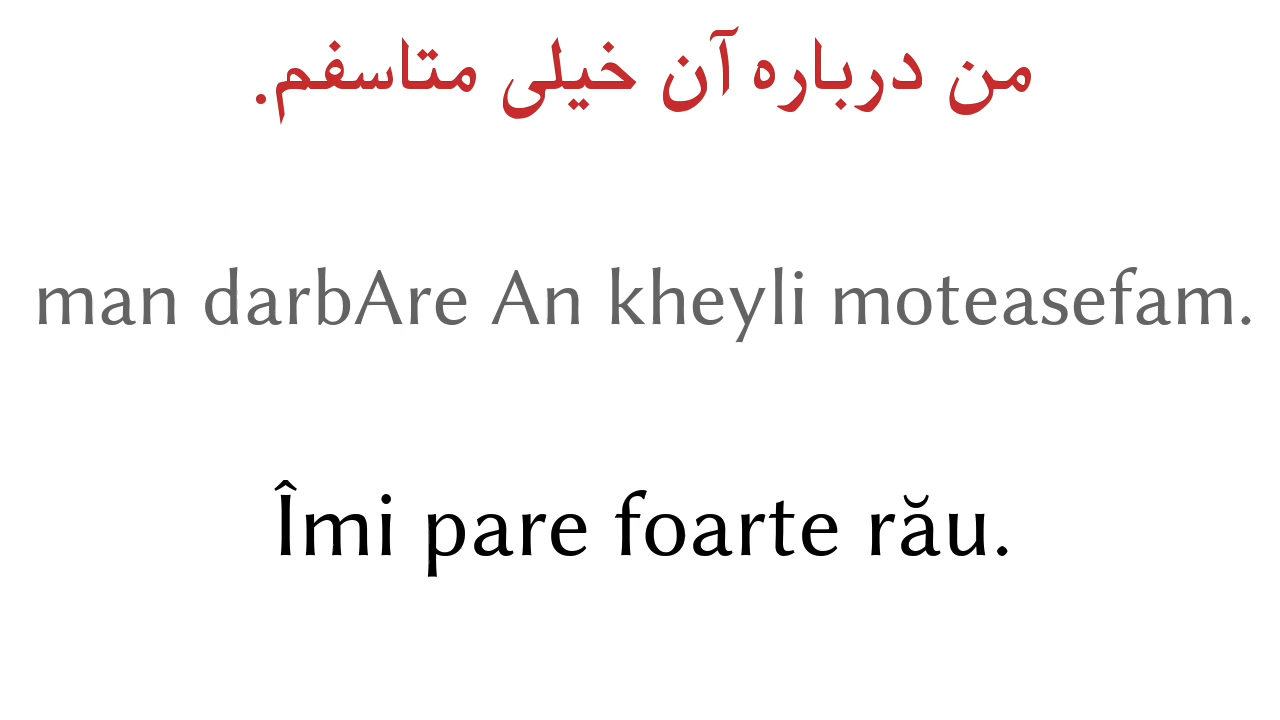 من درباره آن خیلی متاسفم.
man darbAre An kheyli moteasefam.
Îmi pare foarte rău.